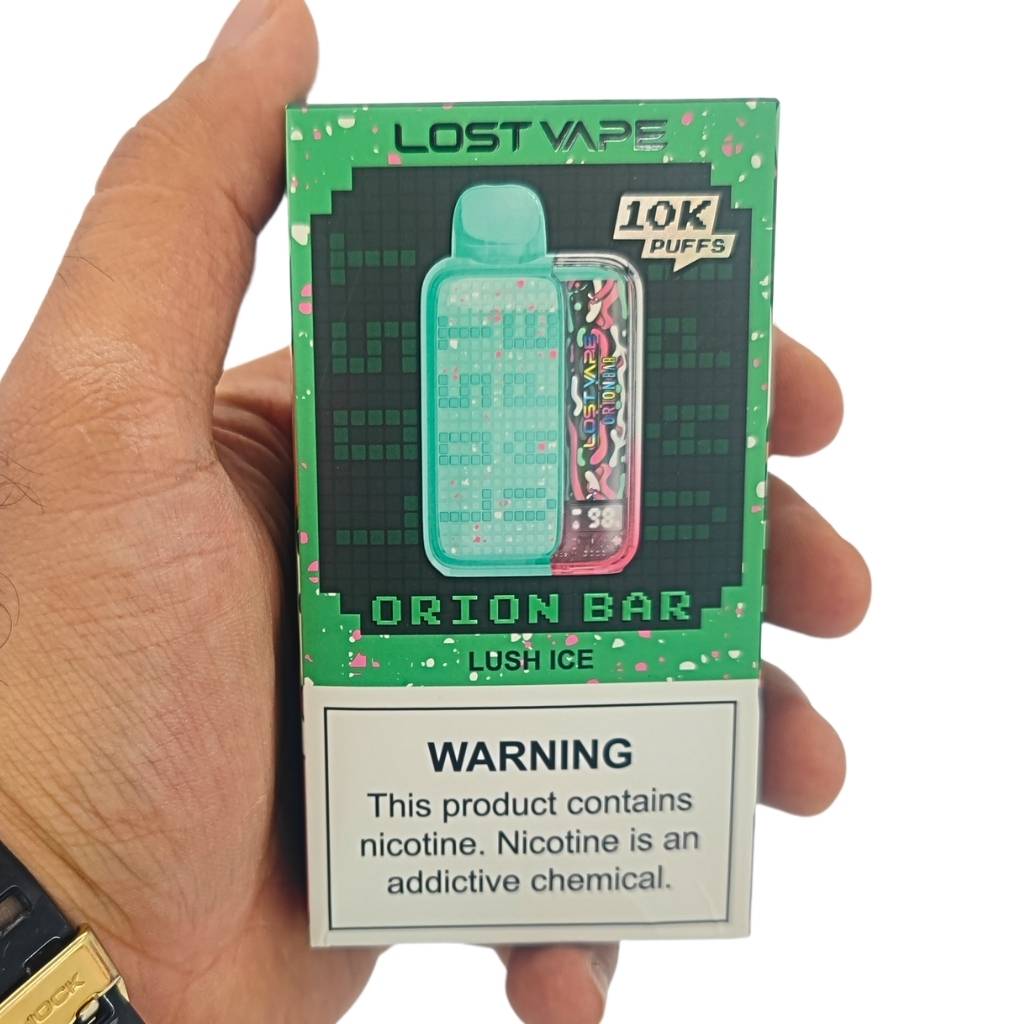 LOST VAPE
10K
PUFFS
LOST VAPE
ORION BAR
98
ORION BAR
LUSH ICE
WARNING
This product contains
nicotine. Nicotine is an
addictive chemical.